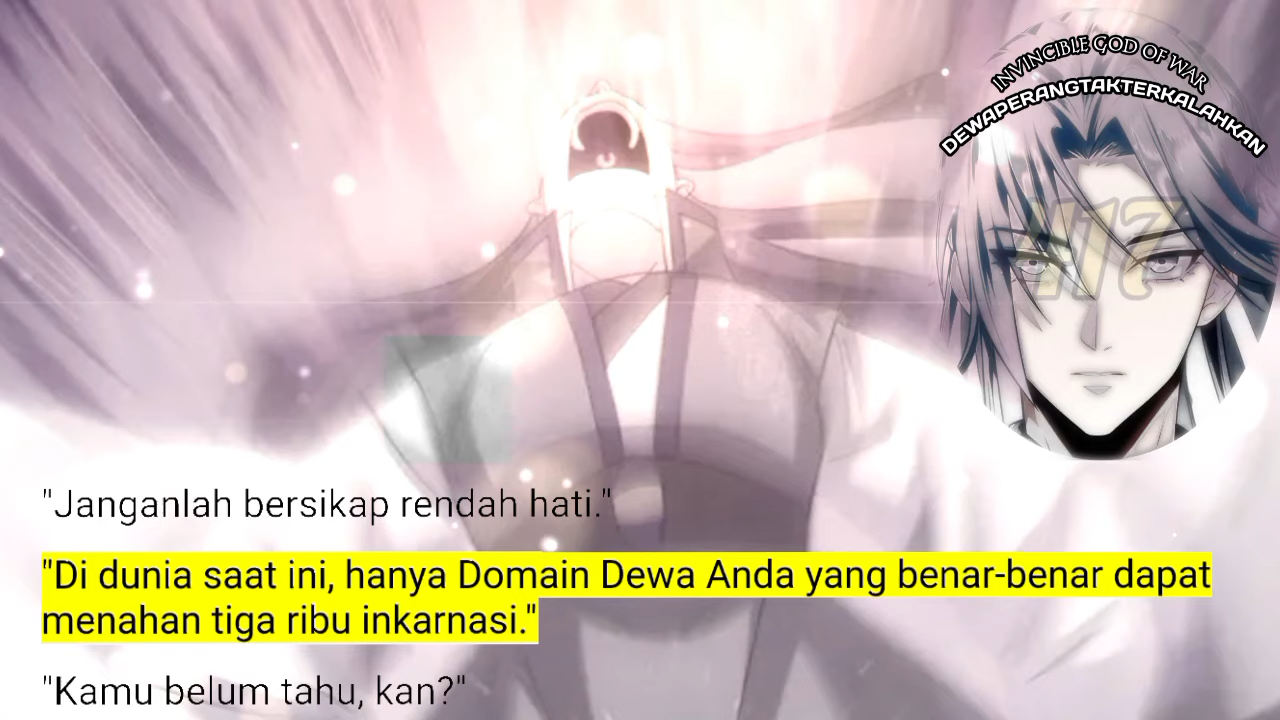 INVINCIBLE GOD OF WAR
DEWAPERANGTAKTERKALAHKAN
417
"Janganlah bersikap rendah hati."
"Di dunia saat ini, hanya Domain Dewa Anda yang benar-benar dapat
menahan tiga ribu inkarnasi."
"Kamu belum tahu, kan?"